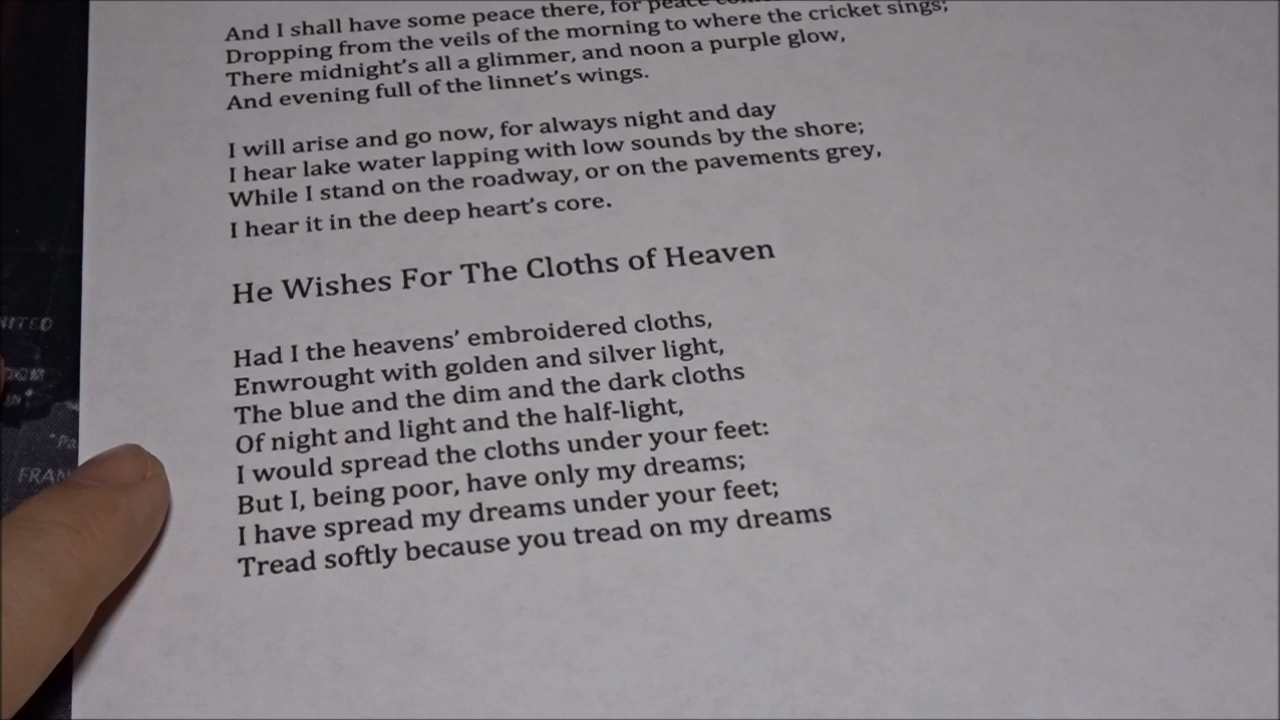 And I shall have some peace there, for peace
Dropping from the veils of the morning to where the cricket sings;
There midnight's all a glimmer, and noon a purple glow,
And evening full of the linnet's wings.
I will arise and go now, for always night and day
I hear lake water lapping with low sounds by the shore;
While I stand on the roadway, or on the pavements grey,
I hear it in the deep heart's core.
He Wishes For The Cloths of Heaven
Had I the heavens' embroidered cloths,
Enwrought with golden and silver light,
The blue and the dim and the dark cloths
Of night and light and the half-light,
I would spread the cloths under your feet:
But I, being poor, have only my dreams;
I have spread my dreams under your feet;
Tread softly because you tread on my dreams
NITED
FRAN